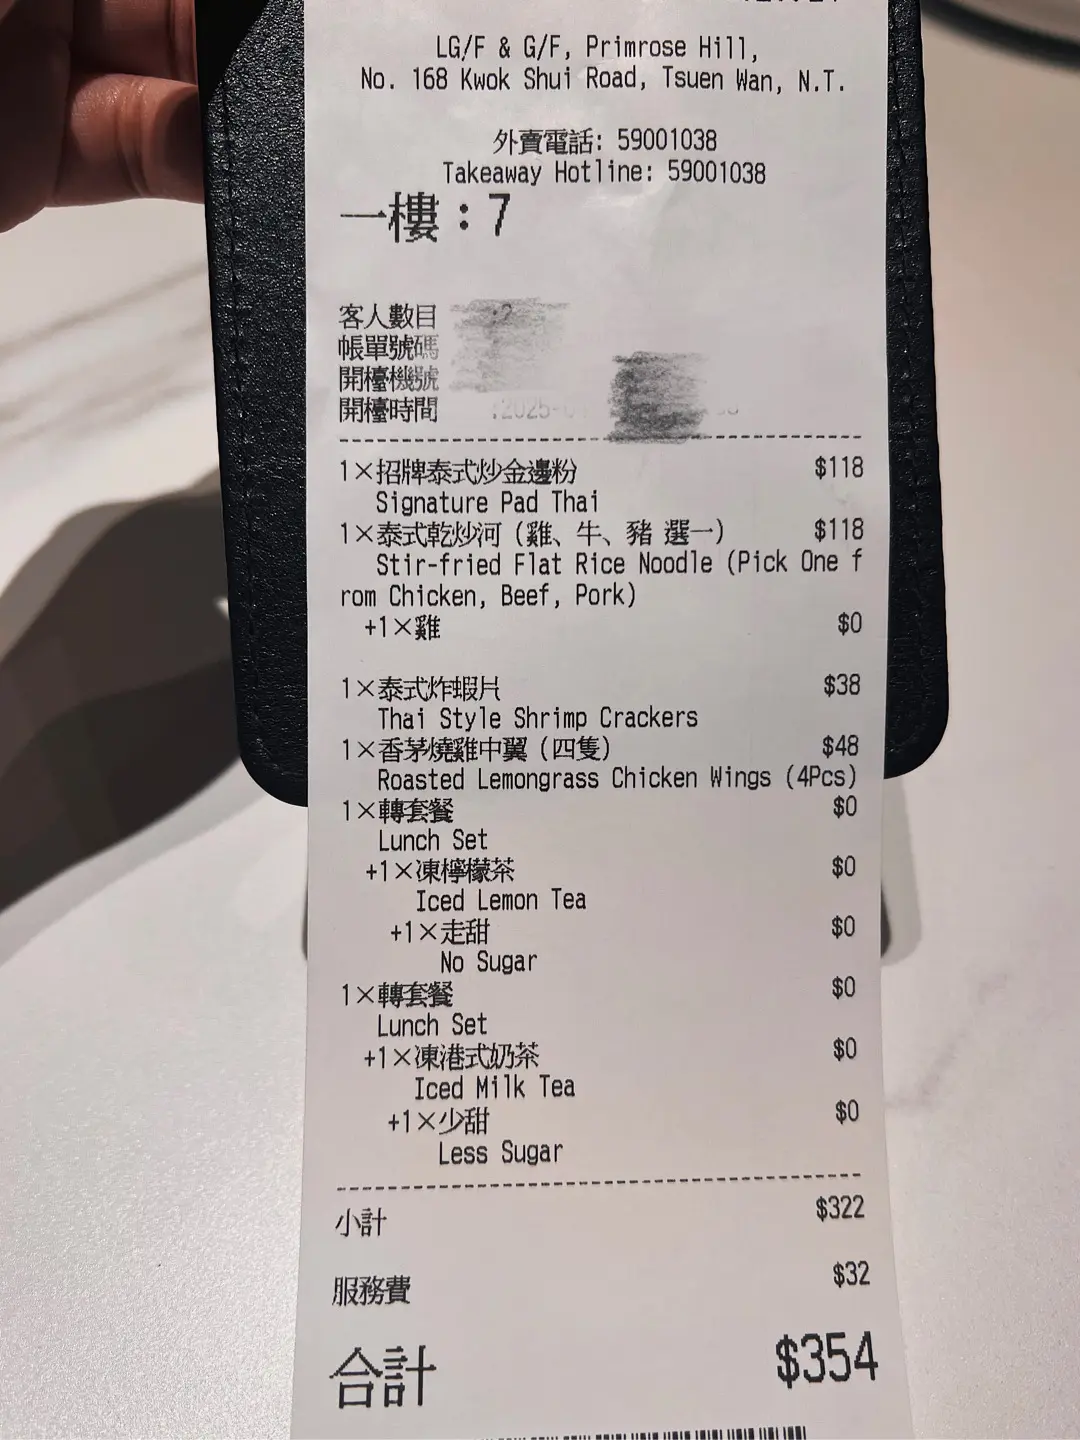 LG/F & G/F, Primrose Hill,
No. 168 Kwok Shui Road, Tsuen Wan, N.T.
外賣電話: 59001038
Takeaway Hotline: 59001038
一樓:7
客人數目 :2
帳單號碼
開檯機號
開檯時間 :2025-0
1×招牌泰式炒金邊粉 $118
Signature Pad Thai
1×泰式乾炒河 (雞、牛、豬 選一) $118
Stir-fried Flat Rice Noodle (Pick One f
rom Chicken, Beef, Pork)
+1×雞 $0
1×泰式炸蝦片 $38
Thai Style Shrimp Crackers
1×香茅燒雞中翼 (四隻) $48
Roasted Lemongrass Chicken Wings (4Pcs)
1×轉套餐 $0
Lunch Set
+1×凍檸檬茶 $0
Iced Lemon Tea
+1×走甜 $0
No Sugar
1×轉套餐 $0
Lunch Set
+1×凍港式奶茶 $0
Iced Milk Tea
+1×少甜 $0
Less Sugar
小計 $322
服務費 $32
合計 $354